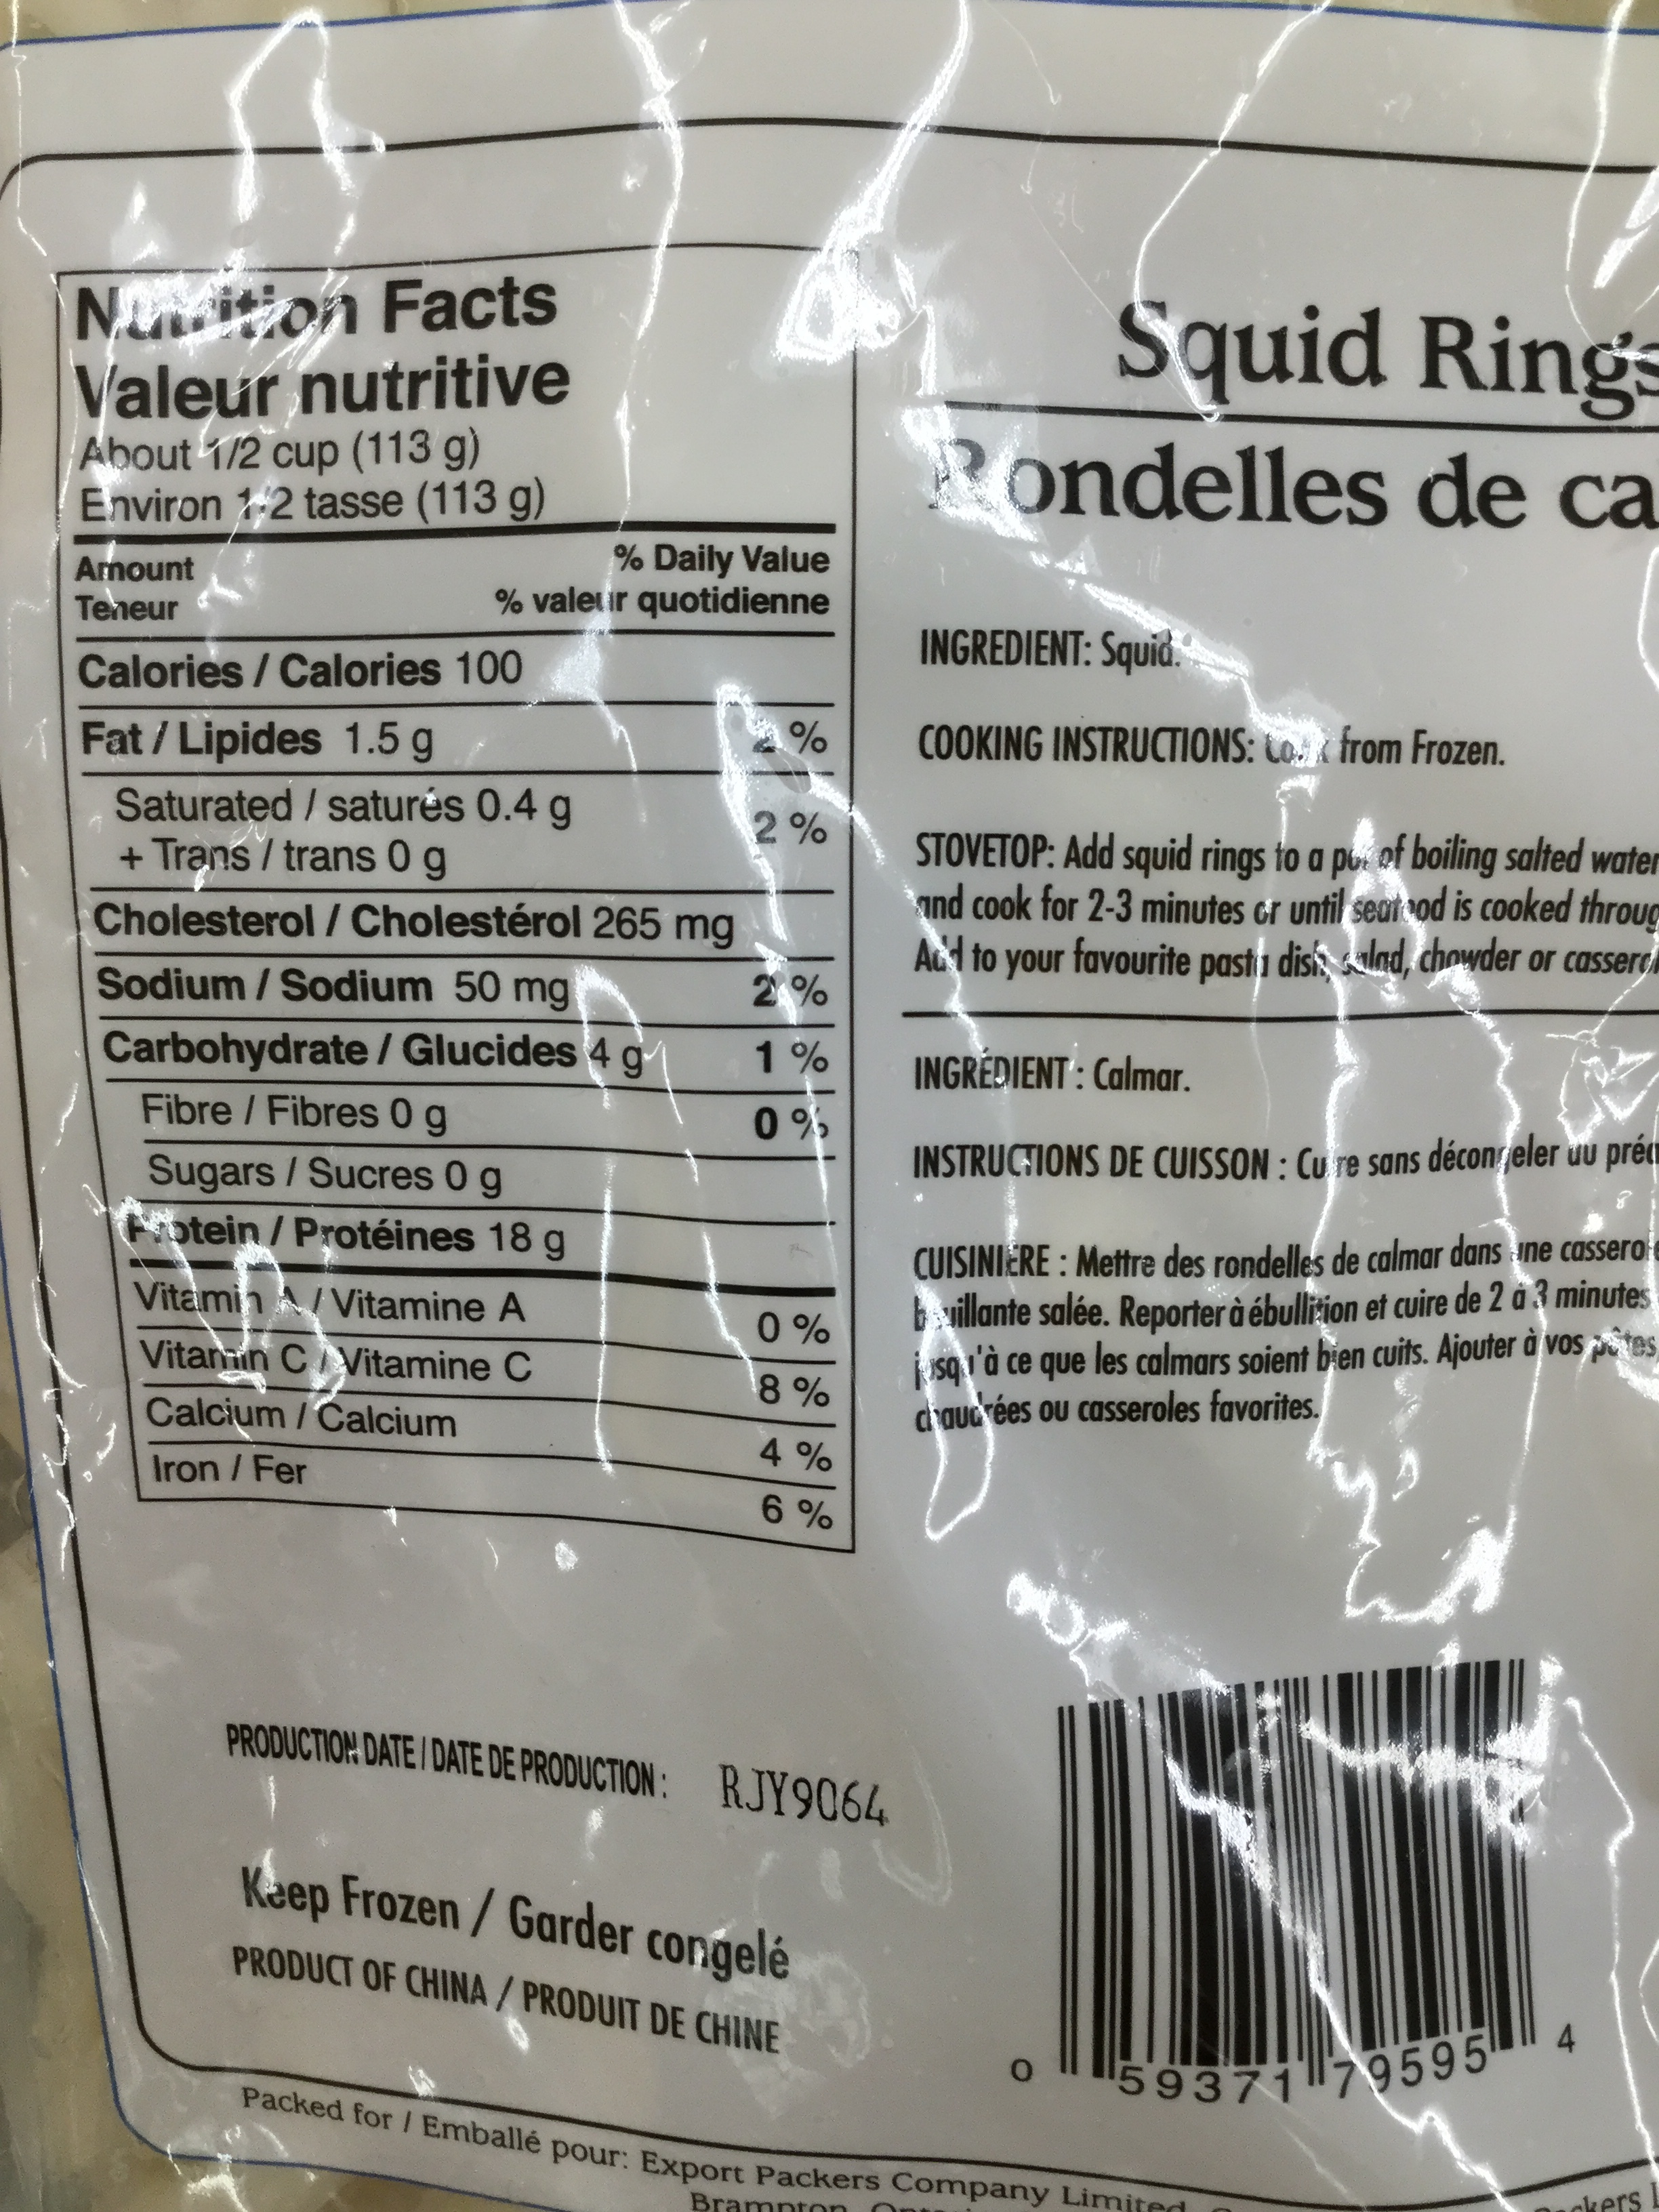 Nutrition Facts
Valeur nutritive
About 1/2 cup (113 g)
Environ 1/2 tasse (113 g)
Amount % Daily Value
Teneur % valeur quotidienne
Calories / Calories 100
Fat / Lipides 1.5 g 2 %
Saturated / saturés 0.4 g
+ Trans / trans 0 g 2 %
Cholesterol / Cholestérol 265 mg
Sodium / Sodium 50 mg 2 %
Carbohydrate / Glucides 4 g 1 %
Fibre / Fibres 0 g 0 %
Sugars / Sucres 0 g
Protein / Protéines 18 g
Vitamin A / Vitamine A 0 %
Vitamin C / Vitamine C 8 %
Calcium / Calcium 4 %
Iron / Fer 6 %
PRODUCTION DATE / DATE DE PRODUCTION : RJY9064
Keep Frozen / Garder congelé
PRODUCT OF CHINA / PRODUIT DE CHINE
Squid Rings
Rondelles de
INGREDIENT: Squid.
COOKING INSTRUCTIONS: Cook from Frozen.
STOVETOP: Add squid rings to a pot of boiling salted water
and cook for 2-3 minutes or until seafood is cooked
Add to your favourite pasta dish, salad, chowder or
INGRÉDIENT : Calmar.
INSTRUCTIONS DE CUISSON : Cuire sans décongeler au
CUISINIÈRE : Mettre des rondelles de calmar dans une
bouillante salée. Reporter à ébullition et cuire de 2 à 3 minutes
jusqu'à ce que les calmars soient bien cuits. Ajouter à vos pâtes,
chaudrées ou casseroles favorites.
0 59371 79595 4
Packed for / Emballé pour: Export Packers Company Limited
Brampton